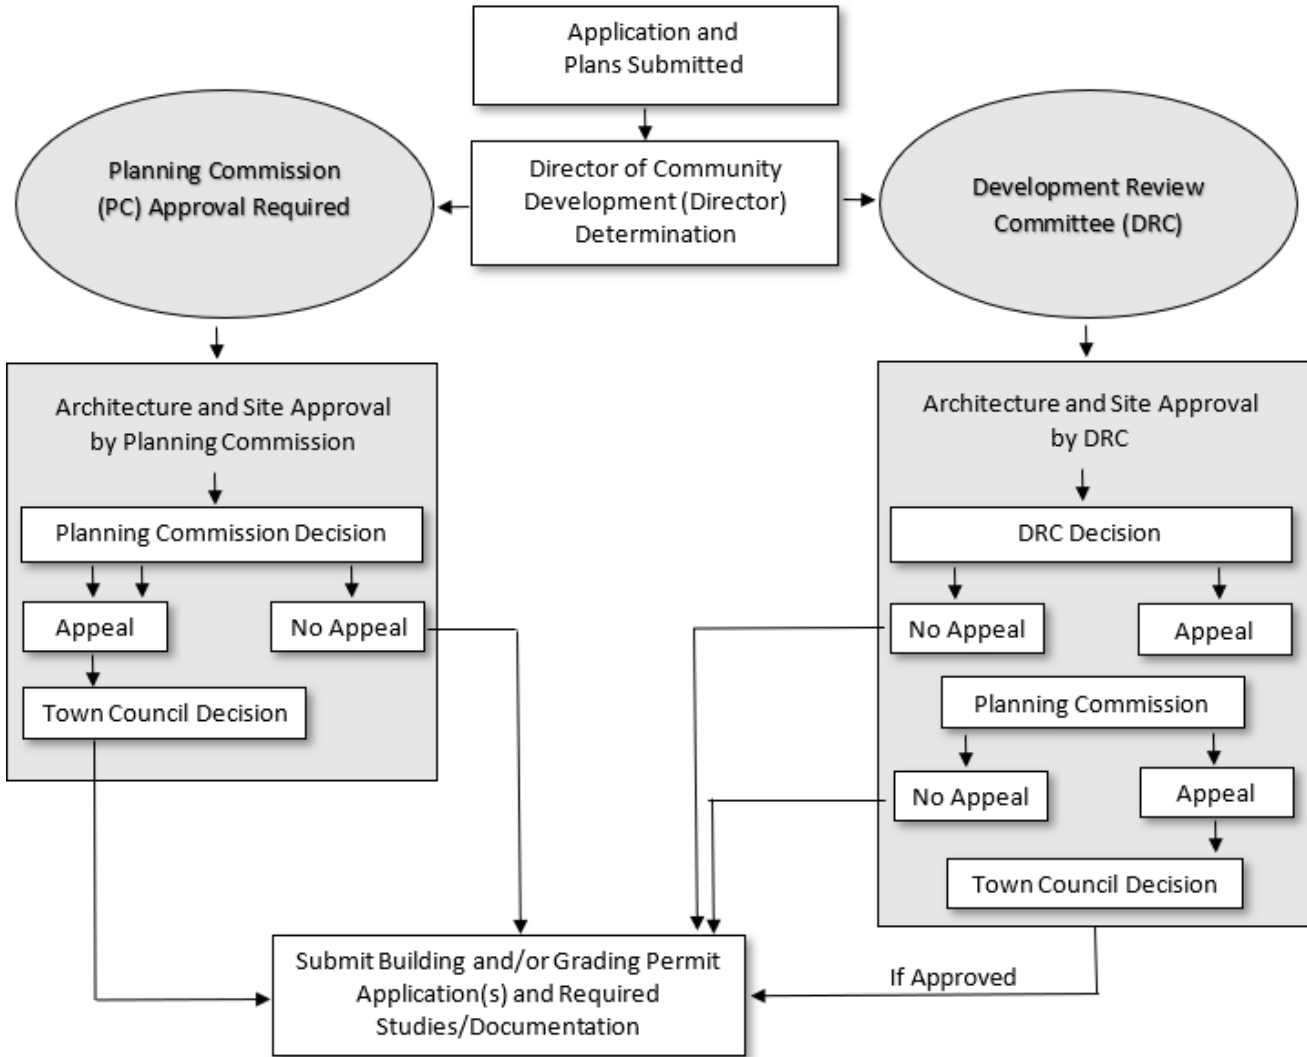 Application and
Plans Submitted
Planning Commission
(PC) Approval Required
Director of Community
Development (Director)
Determination
Development Review
Committee (DRC)
Architecture and Site Approval
by Planning Commission
Planning Commission Decision
Appeal
No Appeal
Town Council Decision
Architecture and Site Approval
by DRC
DRC Decision
No Appeal
Appeal
Planning Commission
No Appeal
Appeal
Town Council Decision
If Approved
Submit Building and/or Grading Permit
Application(s) and Required
Studies/Documentation